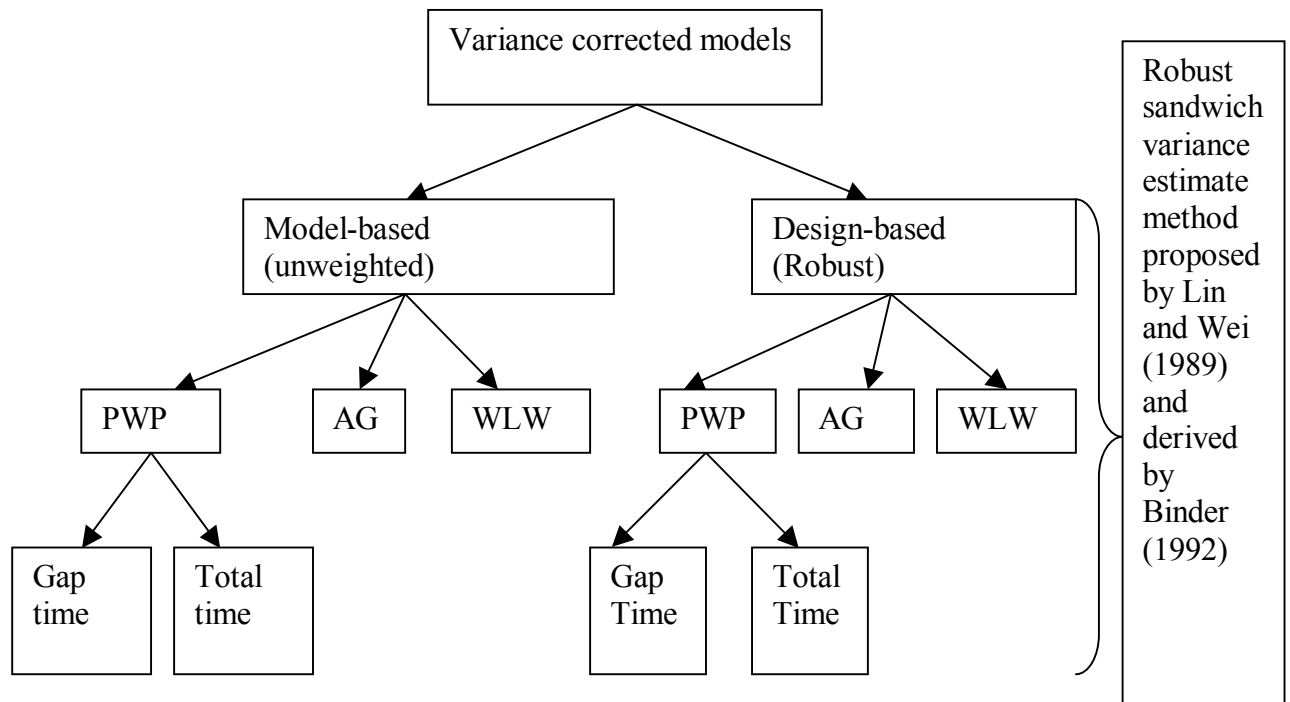 Variance corrected models
Model-based
(unweighted)
Design-based
(Robust)
PWP
AG
WLW
PWP
AG
WLW
Gap
time
Total
time
Gap
Time
Total
Time
Robust
sandwich
variance
estimate
method
proposed
by Lin
and Wei
(1989)
and
derived
by
Binder
(1992)